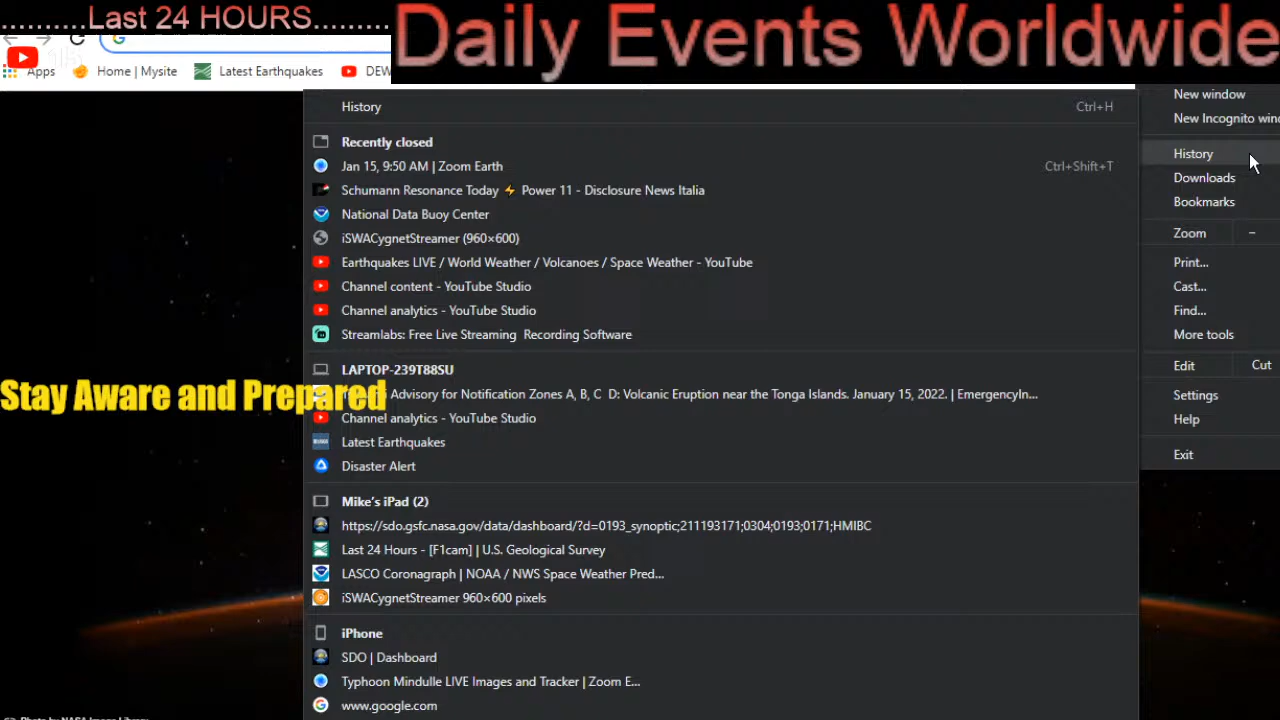 .........Last 24 HOURS........
Daily Events Worldwide
Apps
Home | Mysite
Latest Earthquakes
DEW
History Ctrl+H
Recently closed
Jan 15, 9:50 AM | Zoom Earth Ctrl+Shift+T
Schumann Resonance Today ⚡ Power 11 - Disclosure News Italia
National Data Buoy Center
iSWACygnetStreamer (960×600)
Earthquakes LIVE / World Weather / Volcanoes / Space Weather - YouTube
Channel content - YouTube Studio
Channel analytics - YouTube Studio
Streamlabs: Free Live Streaming Recording Software
LAPTOP-239T88SU
Advisory for Notification Zones A, B, C D: Volcanic Eruption near the Tonga Islands. January 15, 2022. | EmergencyIn...
Stay Aware and Prepared
Channel analytics - YouTube Studio
Latest Earthquakes
Disaster Alert
Mike's iPad (2)
https://sdo.gsfc.nasa.gov/data/dashboard/?d=0193_synoptic;211193171;0304;0193;0171;HMIBC
Last 24 Hours - [F1cam] | U.S. Geological Survey
LASCO Coronagraph | NOAA / NWS Space Weather Pred...
iSWACygnetStreamer 960×600 pixels
iPhone
SDO | Dashboard
Typhoon Mindulle LIVE Images and Tracker | Zoom E...
www.google.com
New window
New Incognito wind
History
Downloads
Bookmarks
Zoom −
Print...
Cast...
Find...
More tools
Edit Cut
Settings
Help
Exit